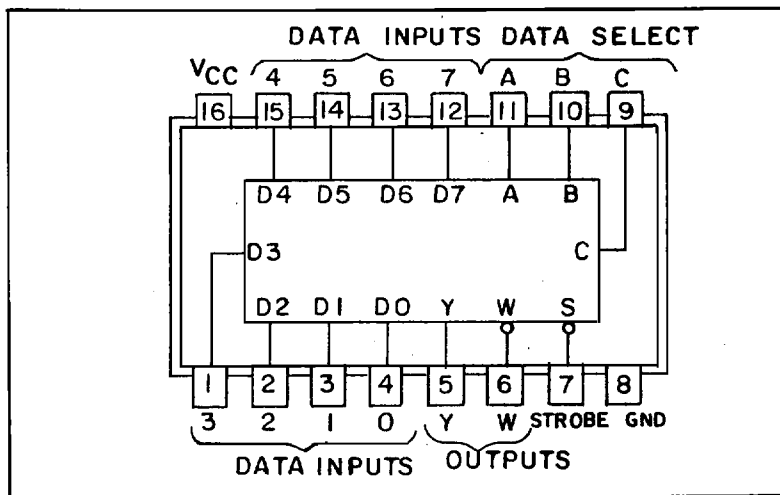 DATA INPUTS DATA SELECT
VCC 4 5 6 7 A B C
16 15 14 13 12 11 10 9
D4 D5 D6 D7 A B
D3 C
D2 D1 D0 Y W S
1 2 3 4 5 6 7 8
3 2 1 0 Y W STROBE GND
DATA INPUTS OUTPUTS